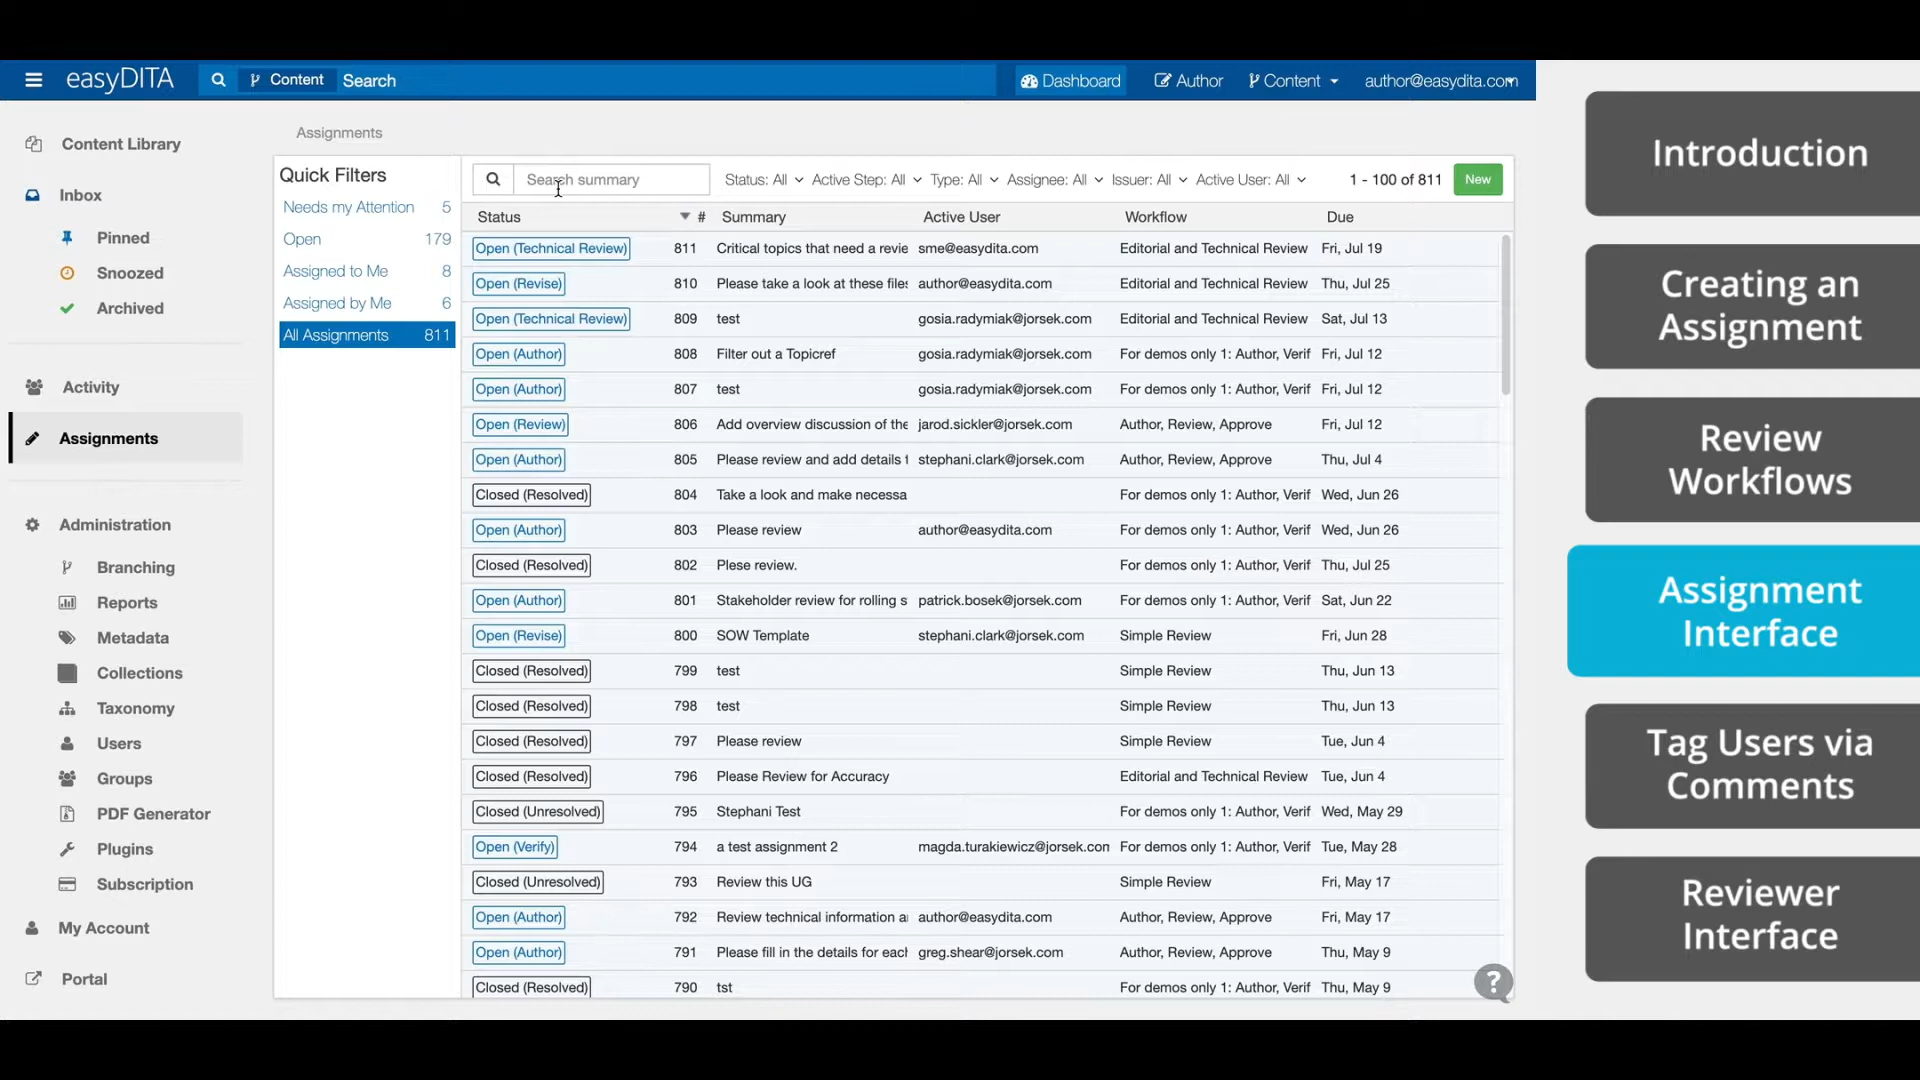 easyDITA Content Search Dashboard Author Content author@easydita.com
Content Library
Inbox
Pinned
Snoozed
Archived
Activity
Assignments
Administration
Branching
Reports
Metadata
Collections
Taxonomy
Users
Groups
PDF Generator
Plugins
Subscription
My Account
Portal
Assignments
Quick Filters
Needs my Attention 5
Open 179
Assigned to Me 8
Assigned by Me 6
All Assignments 811
Search summary Status: All Active Step: All Type: All Assignee: All Issuer: All Active User: All 1 - 100 of 811 New
Status # Summary Active User Workflow Due
Open (Technical Review) 811 Critical topics that need a revie sme@easydita.com Editorial and Technical Review Fri, Jul 19
Open (Revise) 810 Please take a look at these files author@easydita.com Editorial and Technical Review Thu, Jul 25
Open (Technical Review) 809 test gosia.radymiak@jorsek.com Editorial and Technical Review Sat, Jul 13
Open (Author) 808 Filter out a Topicref gosia.radymiak@jorsek.com For demos only 1: Author, Verif Fri, Jul 12
Open (Author) 807 test gosia.radymiak@jorsek.com For demos only 1: Author, Verif Fri, Jul 12
Open (Review) 806 Add overview discussion of the jarod.sickler@jorsek.com Author, Review, Approve Fri, Jul 12
Open (Author) 805 Please review and add details t stephani.clark@jorsek.com Author, Review, Approve Thu, Jul 4
Closed (Resolved) 804 Take a look and make necessa For demos only 1: Author, Verif Wed, Jun 26
Open (Author) 803 Please review author@easydita.com For demos only 1: Author, Verif Wed, Jun 26
Closed (Resolved) 802 Plese review. For demos only 1: Author, Verif Thu, Jul 25
Open (Author) 801 Stakeholder review for rolling s patrick.bosek@jorsek.com For demos only 1: Author, Verif Sat, Jun 22
Open (Revise) 800 SOW Template stephani.clark@jorsek.com Simple Review Fri, Jun 28
Closed (Resolved) 799 test Simple Review Thu, Jun 13
Closed (Resolved) 798 test Simple Review Thu, Jun 13
Closed (Resolved) 797 Please review Simple Review Tue, Jun 4
Closed (Resolved) 796 Please Review for Accuracy Editorial and Technical Review Tue, Jun 4
Closed (Unresolved) 795 Stephani Test For demos only 1: Author, Verif Wed, May 29
Open (Verify) 794 a test assignment 2 magda.turakiewicz@jorsek.con For demos only 1: Author, Verif Tue, May 28
Closed (Unresolved) 793 Review this UG Simple Review Fri, May 17
Open (Author) 792 Review technical information a author@easydita.com Author, Review, Approve Fri, May 17
Open (Author) 791 Please fill in the details for each greg.shear@jorsek.com Author, Review, Approve Thu, May 9
Closed (Resolved) 790 tst For demos only 1: Author, Verif Thu, May 9
?
Introduction
Creating an
Assignment
Review
Workflows
Assignment
Interface
Tag Users via
Comments
Reviewer
Interface